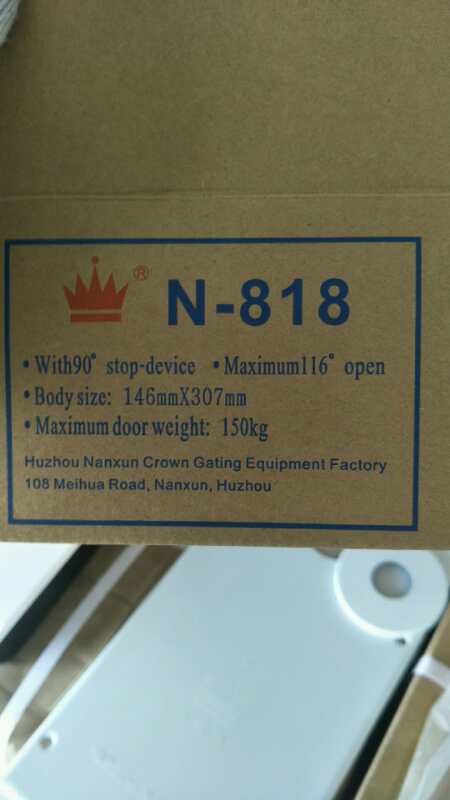 ®
N-818
•With90° stop-device •Maximum116° open
•Body size: 146mmX307mm
•Maximum door weight: 150kg
Huzhou Nanxun Crown Gating Equipment Factory
108 Meihua Road, Nanxun, Huzhou